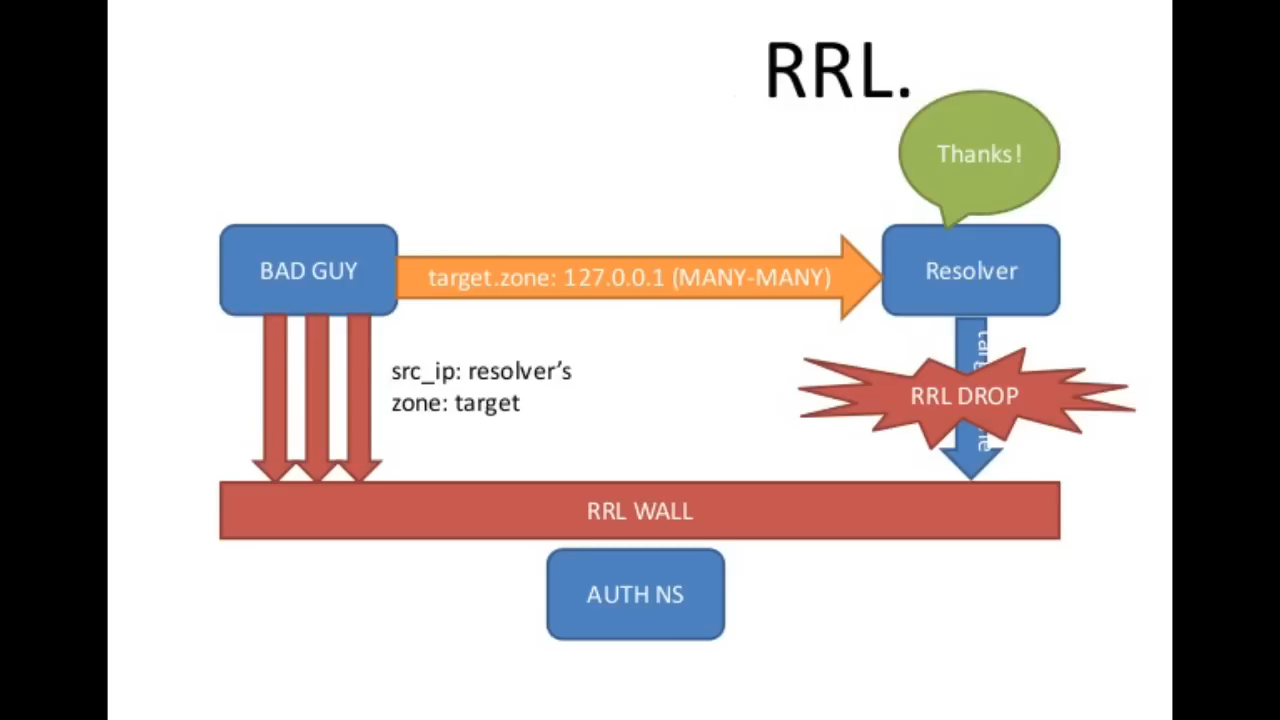 RRL.
Thanks!
BAD GUY
target.zone: 127.0.0.1 (MANY-MANY)
Resolver
src_ip: resolver's
zone: target
RRL DROP
RRL WALL
AUTH NS